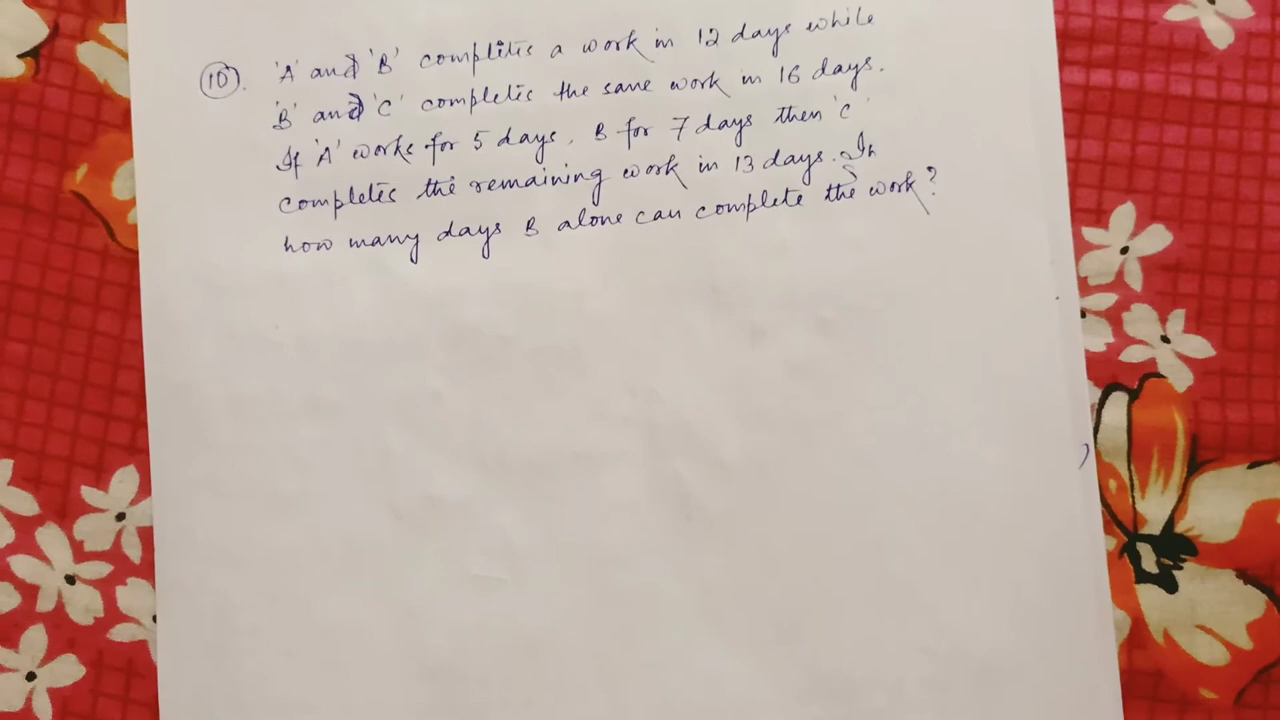 (10). 'A' and 'B' completes a work in 12 days while
'B' and 'C' completes the same work in 16 days.
If 'A' works for 5 days, B for 7 days then 'C'
completes the remaining work in 13 days. In
how many days B alone can complete the work?